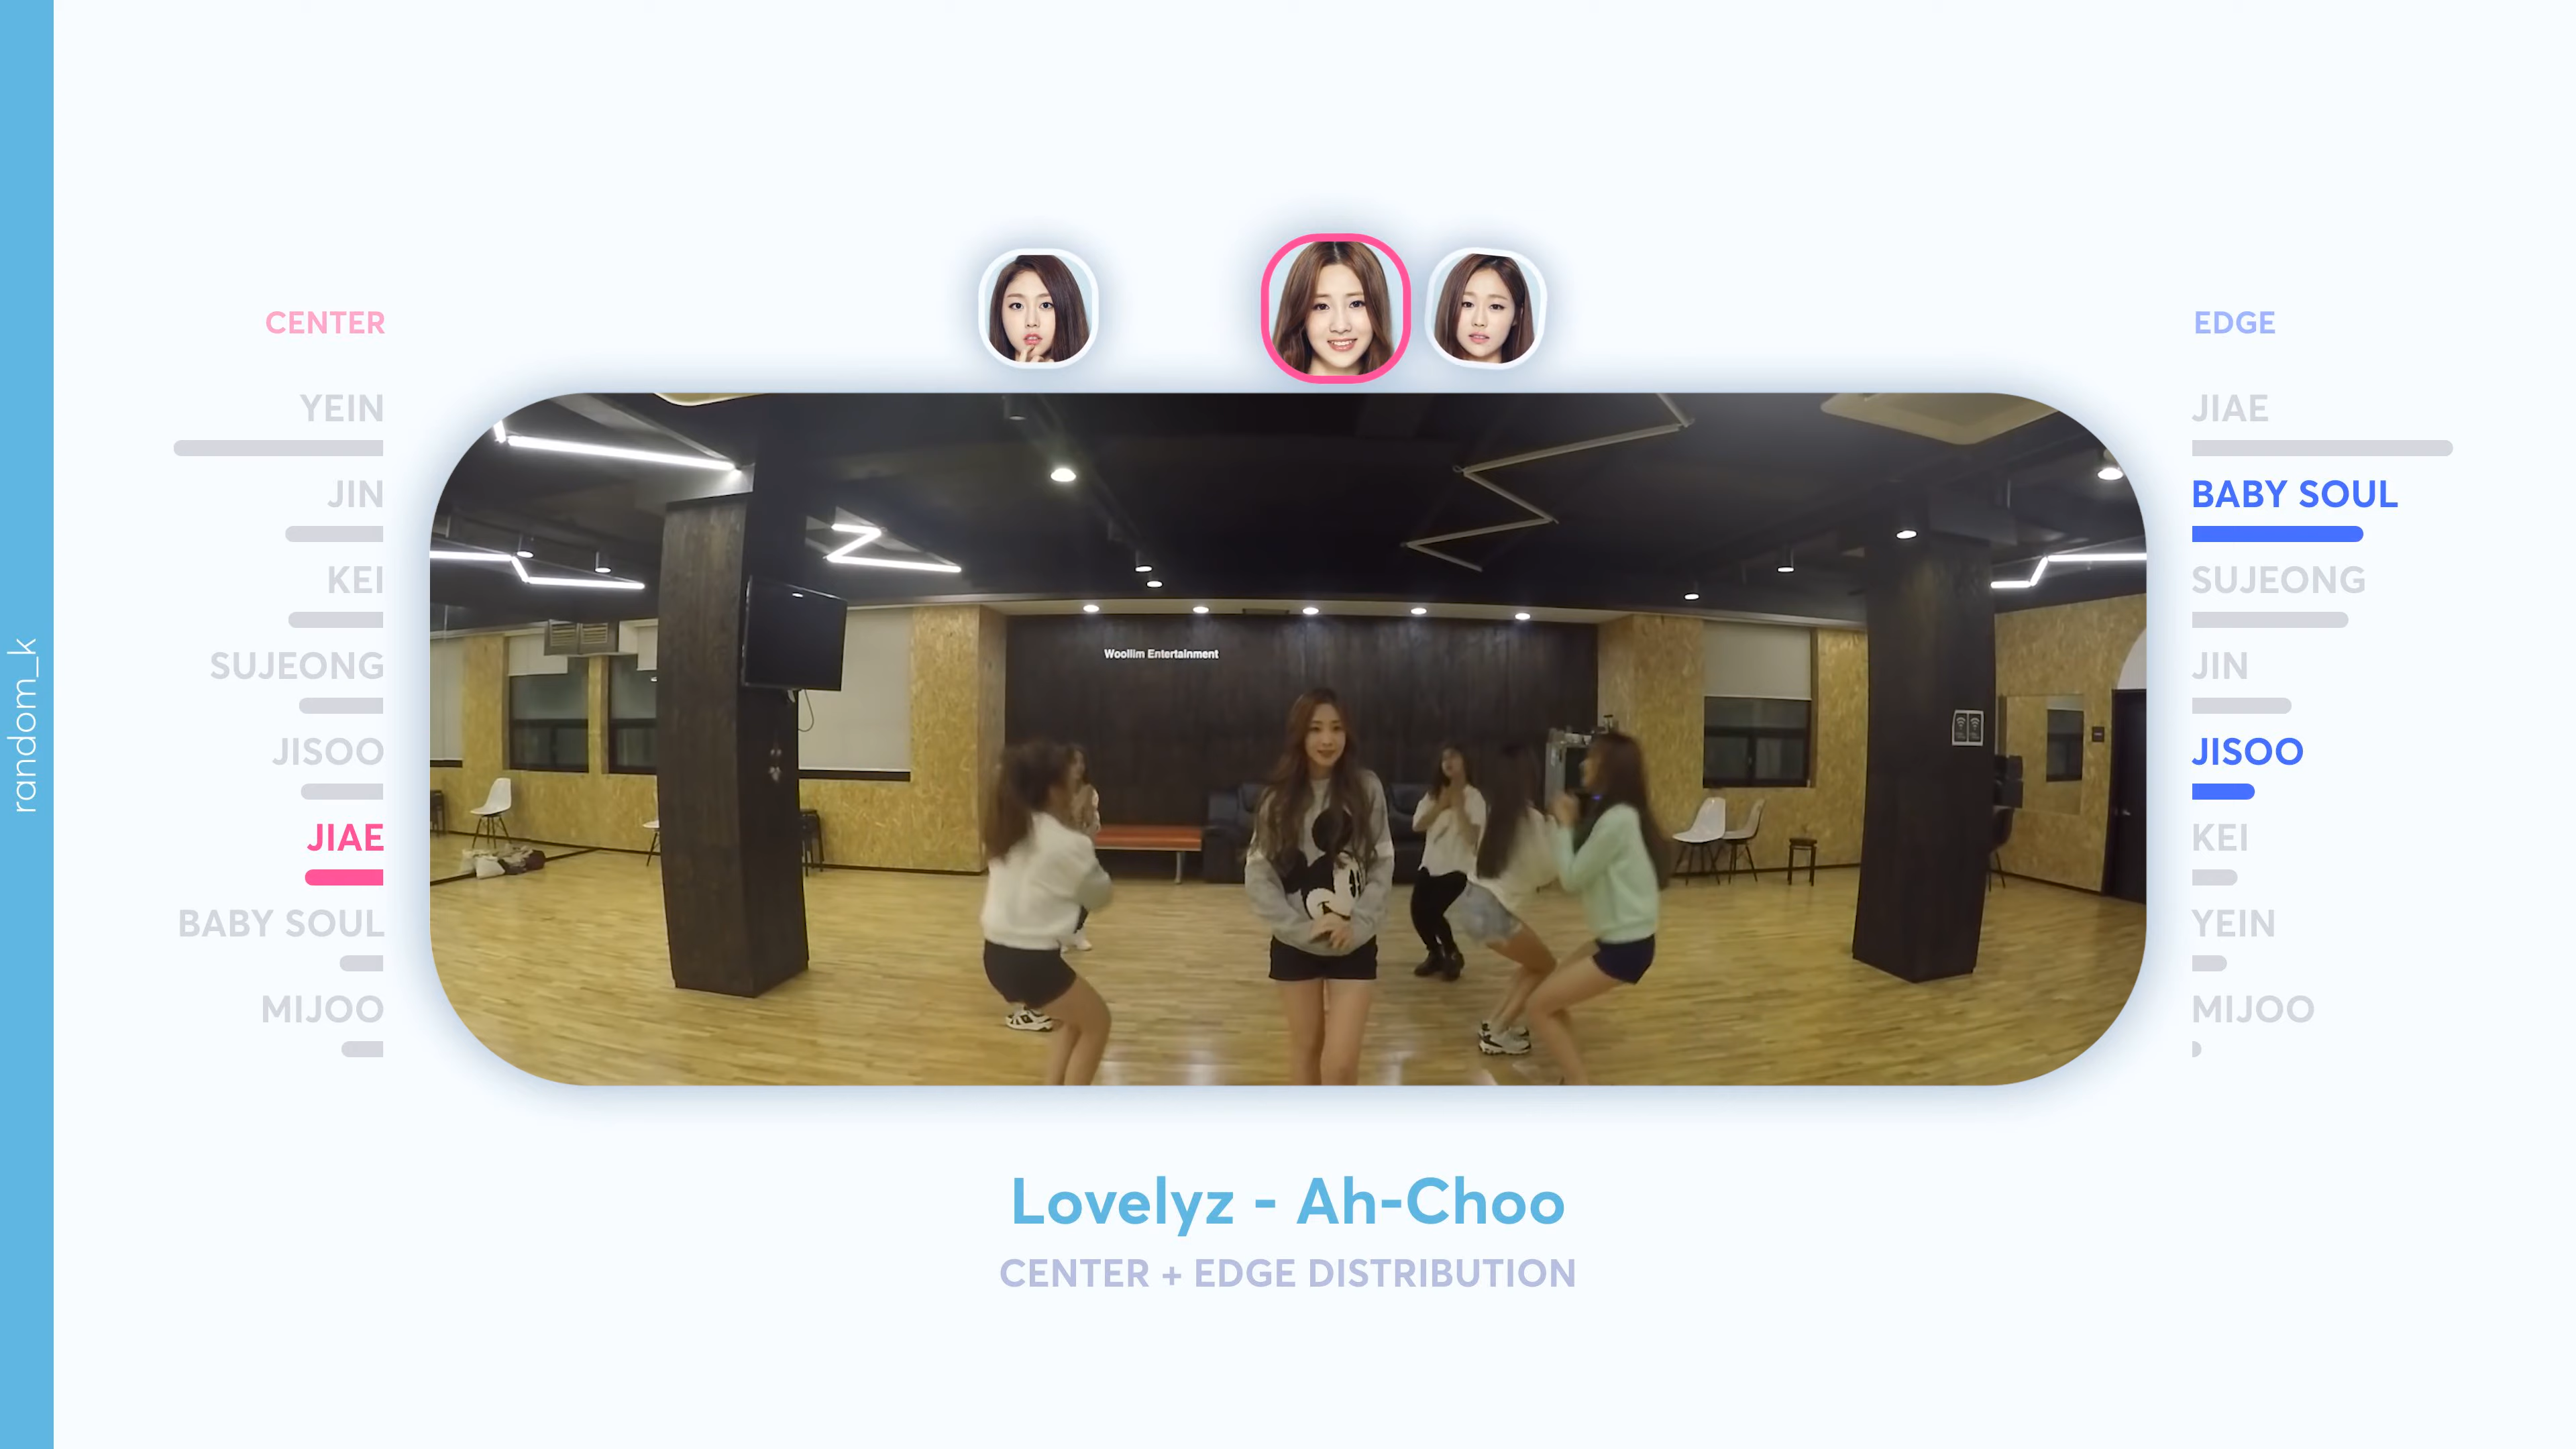 random_k
CENTER
YEIN
JIN
KEI
SUJEONG
JISOO
JIAE
BABY SOUL
MIJOO
Woollim Entertainment
EDGE
JIAE
BABY SOUL
SUJEONG
JIN
JISOO
KEI
YEIN
MIJOO
Lovelyz - Ah-Choo
CENTER + EDGE DISTRIBUTION